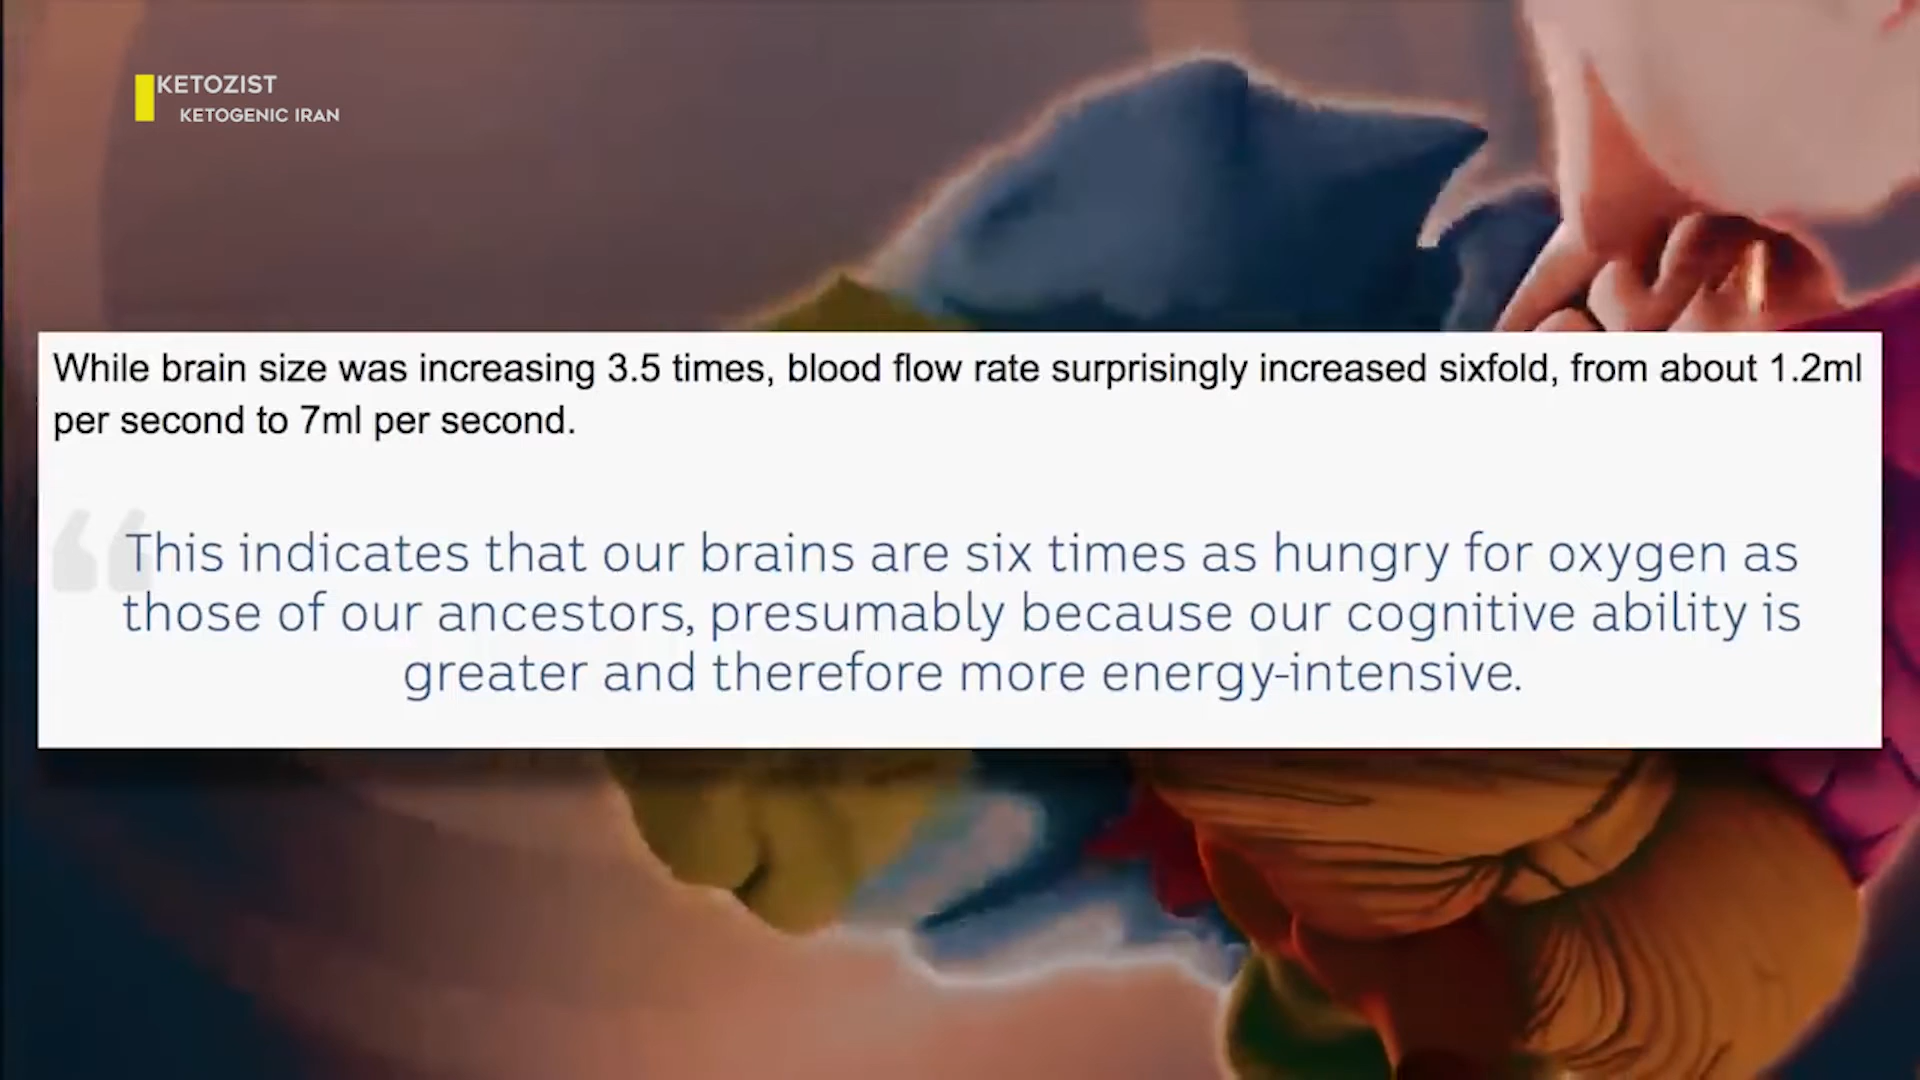 KETOZIST
KETOGENIC IRAN
While brain size was increasing 3.5 times, blood flow rate surprisingly increased sixfold, from about 1.2ml
per second to 7ml per second.
“This indicates that our brains are six times as hungry for oxygen as
those of our ancestors, presumably because our cognitive ability is
greater and therefore more energy-intensive.